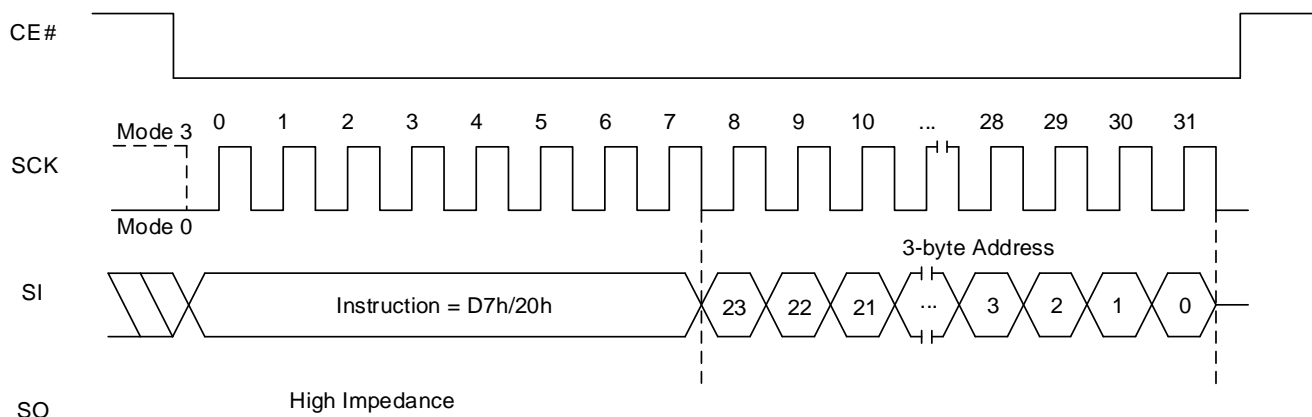 CE#
Mode 3
0 1 2 3 4 5 6 7 8 9 10 ... 28 29 30 31
SCK
Mode 0
3-byte Address
SI
Instruction = D7h/20h
23 22 21 ... 3 2 1 0
High Impedance
SO